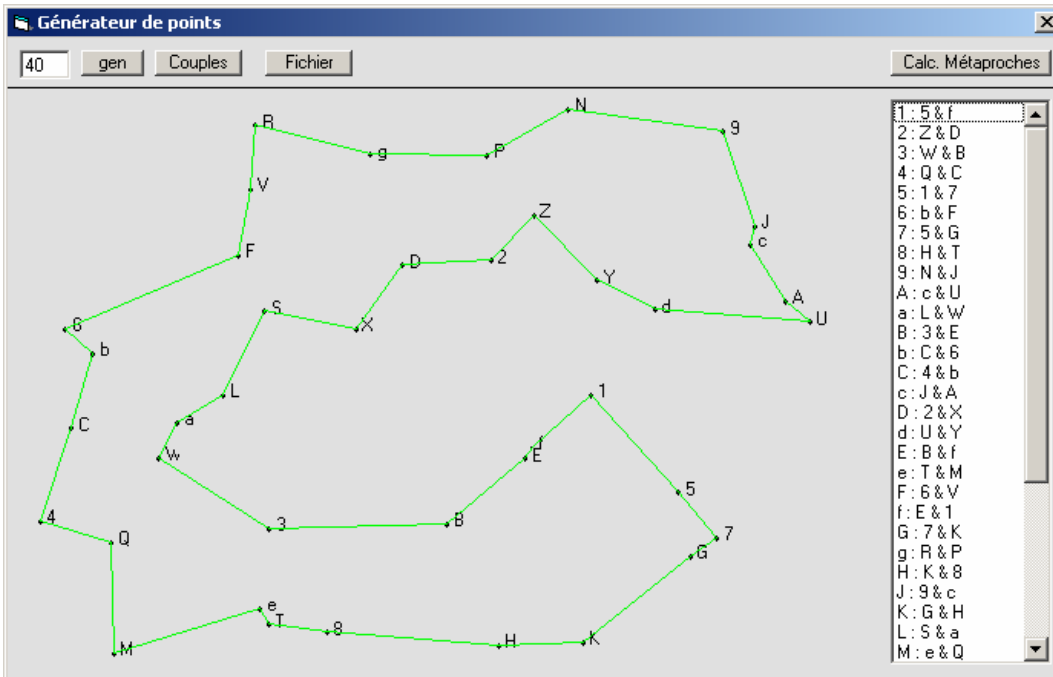 Générateur de points
40 gen Couples Fichier Calc. Métaproches
N
R
9
g
P
V
Z
J
c
F
2
D
Y
A
S
d
U
6
X
b
L
1
a
C
W
E
5
4
3
B
Q
7
G
e
T
8
H
K
M
1 : 5 & f
2 : Z & D
3 : W & B
4 : Q & C
5 : 1 & 7
6 : b & F
7 : 5 & G
8 : H & T
9 : N & J
A : c & U
a : L & W
B : 3 & E
b : C & 6
C : 4 & b
c : J & A
D : 2 & X
d : U & Y
E : B & f
e : T & M
F : 6 & V
f : E & 1
G : 7 & K
g : R & P
H : K & 8
J : 9 & c
K : G & H
L : S & a
M : e & Q